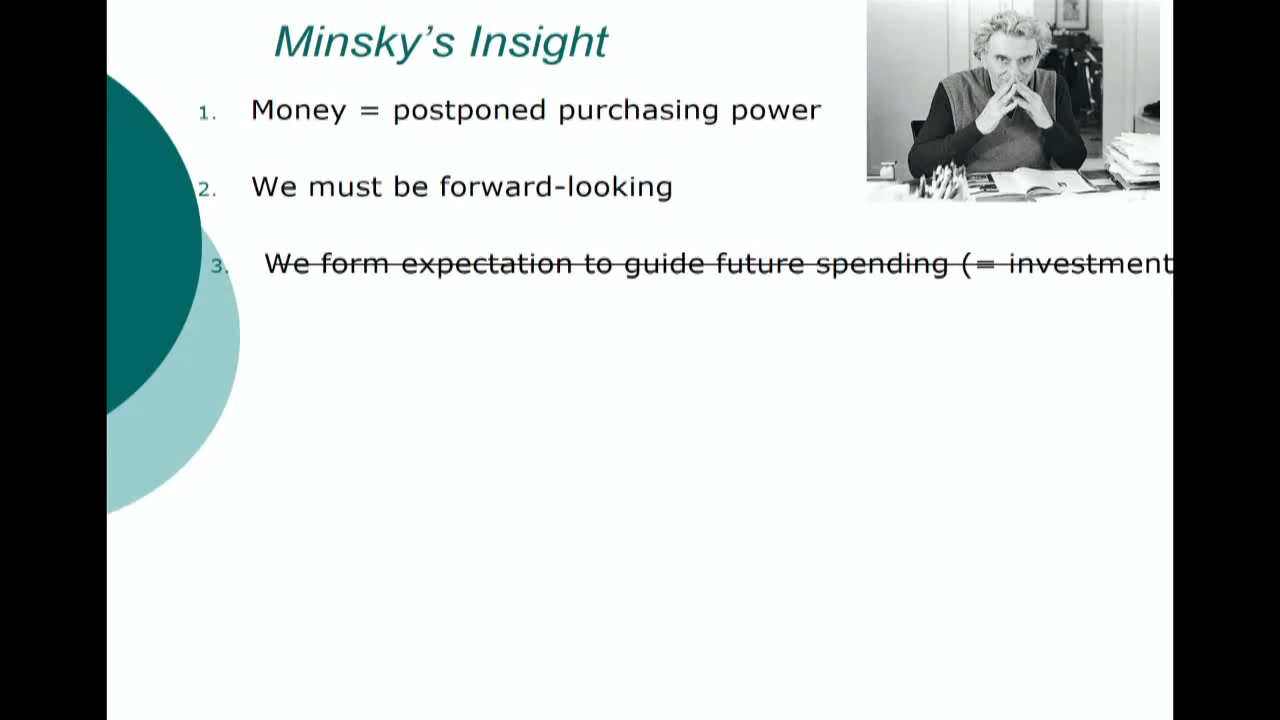 Minsky’s Insight
1. Money = postponed purchasing power
2. We must be forward-looking
3. We form expectation to guide future spending (= investment